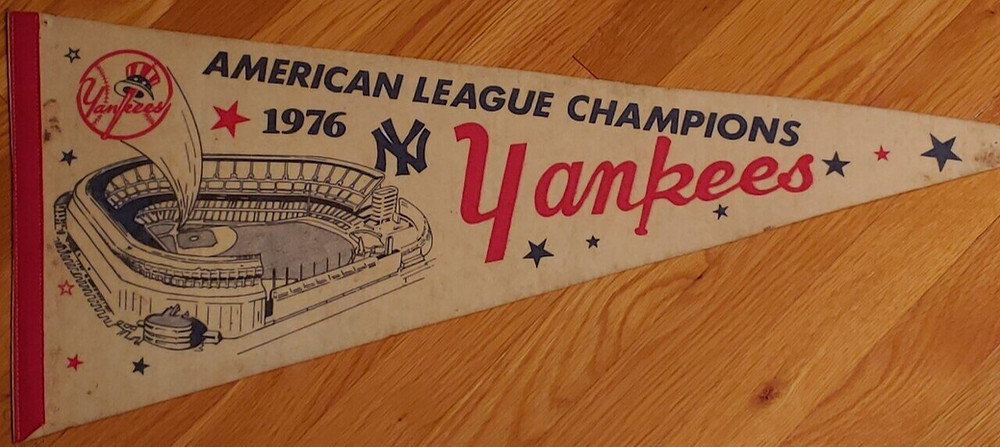 Yankees
AMERICAN LEAGUE CHAMPIONS
1976
NY
Yankees